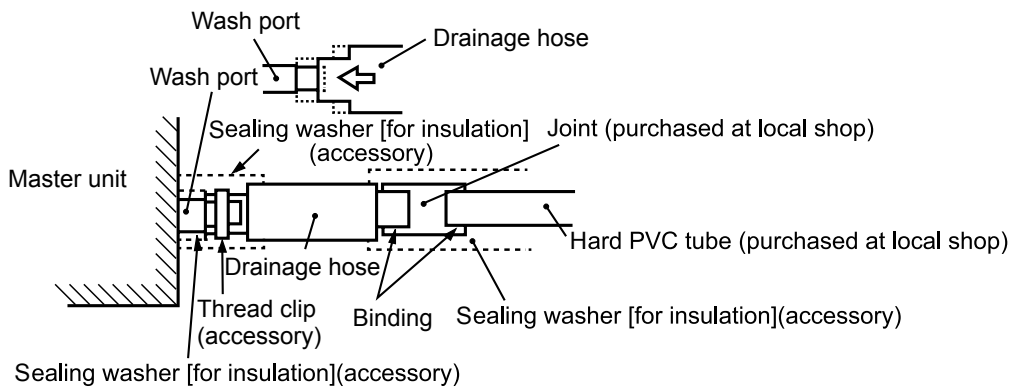 Wash port
Drainage hose
Wash port
Sealing washer [for insulation]
(accessory)
Joint (purchased at local shop)
Master unit
Hard PVC tube (purchased at local shop)
Drainage hose
Thread clip
(accessory)
Binding
Sealing washer [for insulation](accessory)
Sealing washer [for insulation](accessory)